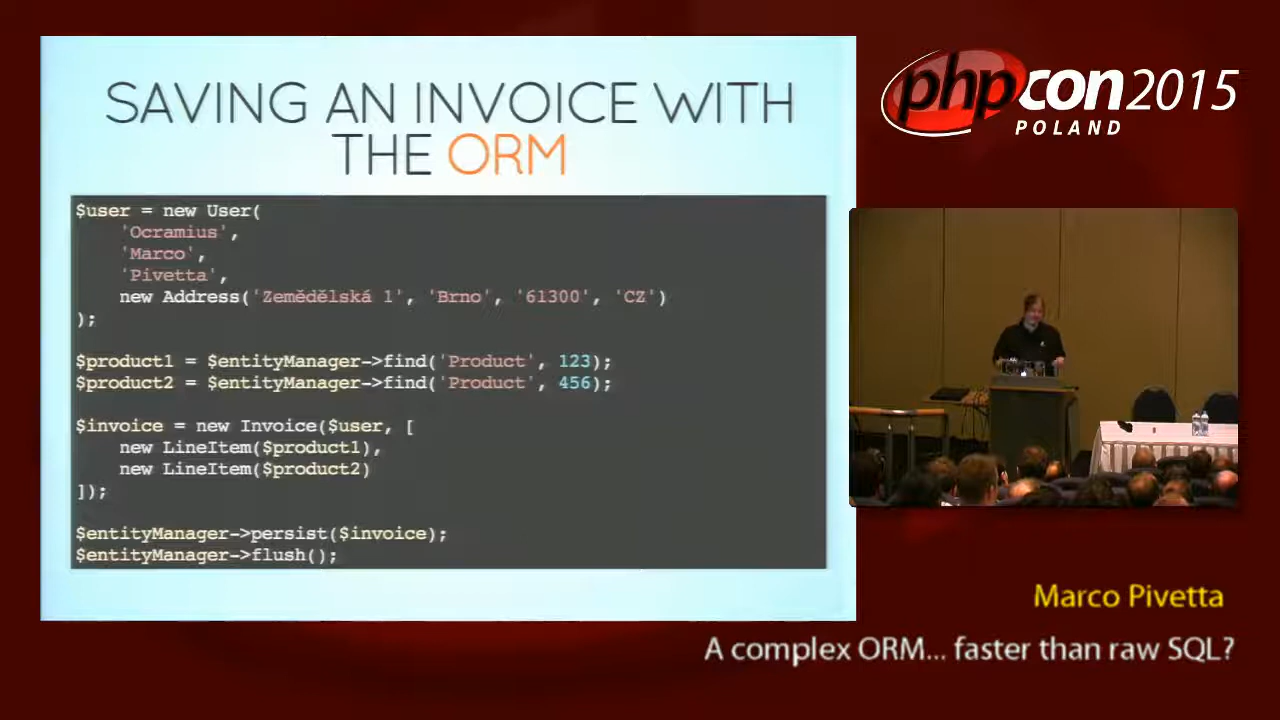 SAVING AN INVOICE WITH
THE ORM
$user = new User(
    'Ocramius',
    'Marco',
    'Pivetta',
    new Address('Zemědělská 1', 'Brno', '61300', 'CZ')
);
$product1 = $entityManager->find('Product', 123);
$product2 = $entityManager->find('Product', 456);
$invoice = new Invoice($user, [
    new LineItem($product1),
    new LineItem($product2)
]);
$entityManager->persist($invoice);
$entityManager->flush();
phpcon2015
POLAND
Marco Pivetta
A complex ORM... faster than raw SQL?